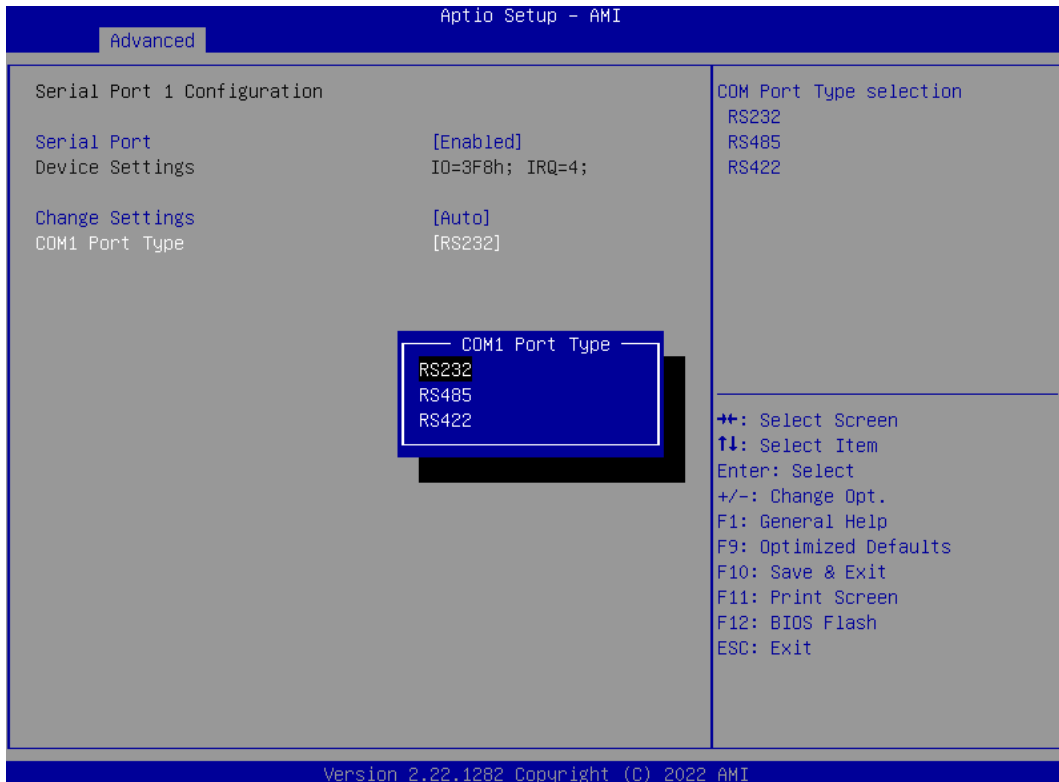 Aptio Setup - AMI
Advanced
Serial Port 1 Configuration
Serial Port [Enabled]
Device Settings IO=3F8h; IRQ=4;
Change Settings [Auto]
COM1 Port Type [RS232]
COM1 Port Type
RS232
RS485
RS422
COM Port Type selection
RS232
RS485
RS422
→←: Select Screen
↑↓: Select Item
Enter: Select
+/-: Change Opt.
F1: General Help
F9: Optimized Defaults
F10: Save & Exit
F11: Print Screen
F12: BIOS Flash
ESC: Exit
Version 2.22.1282 Copyright (C) 2022 AMI